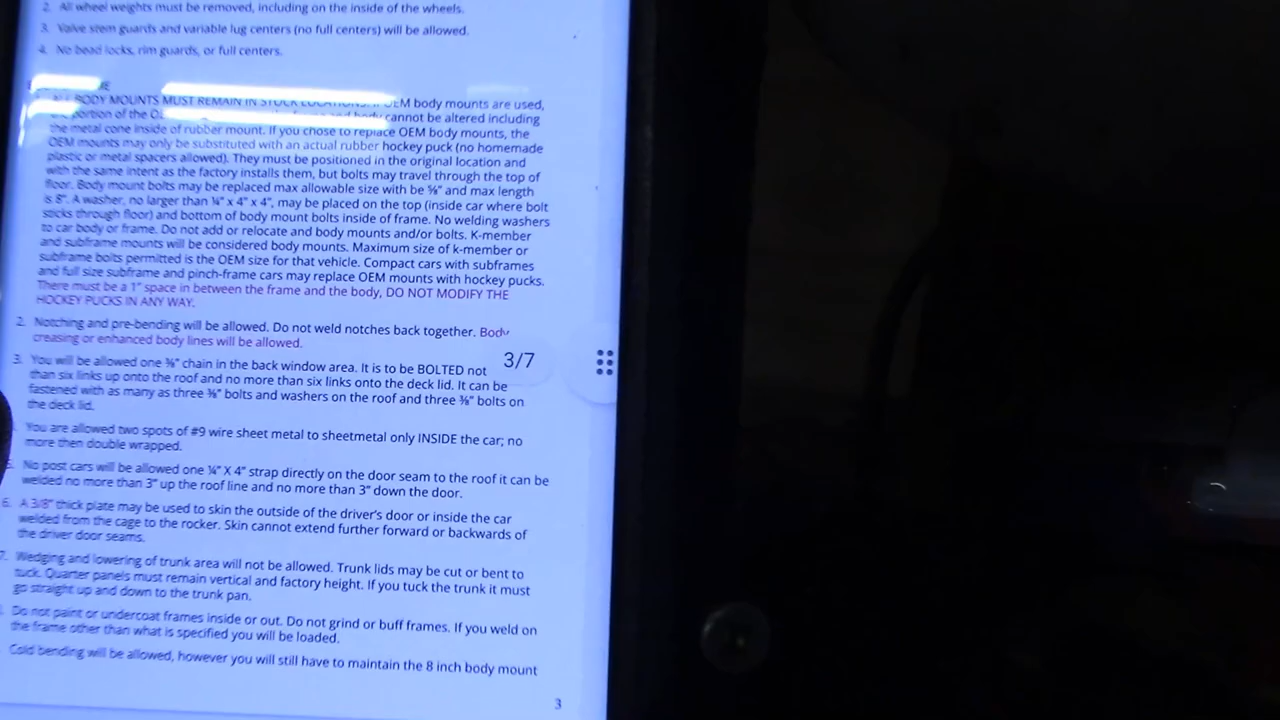 2. All wheel weights must be removed, including on the inside of the wheels.
3. Valve stem guards and variable lug centers (no full centers) will be allowed.
4. No bead locks, rim guards, or full centers.
BODY MOUNTS MUST REMAIN IN STOCK LOCATIONS. OEM body mounts are used,
portion of the body cannot be altered including
the metal cone inside of rubber mount. If you chose to replace OEM body mounts, the
OEM mounts may only be substituted with an actual rubber hockey puck (no homemade
plastic or metal spacers allowed). They must be positioned in the original location and
with the same intent as the factory installs them, but bolts may travel through the top of
floor. Body mount bolts may be replaced max allowable size with be ⅝" and max length
is 8". A washer, no larger than ¼" x 4" x 4", may be placed on the top (inside car where bolt
sticks through floor) and bottom of body mount bolts inside of frame. No welding washers
to car body or frame. Do not add or relocate and body mounts and/or bolts. K-member
and subframe mounts will be considered body mounts. Maximum size of k-member or
subframe bolts permitted is the OEM size for that vehicle. Compact cars with subframes
and full size subframe and pinch-frame cars may replace OEM mounts with hockey pucks.
There must be a 1" space in between the frame and the body, DO NOT MODIFY THE
HOCKEY PUCKS IN ANY WAY.
2. Notching and pre-bending will be allowed. Do not weld notches back together. Body
creasing or enhanced body lines will be allowed.
3. You will be allowed one ⅜" chain in the back window area. It is to be BOLTED not
than six links up onto the roof and no more than six links onto the deck lid. It can be
fastened with as many as three ⅜" bolts and washers on the roof and three ⅜" bolts on
the deck lid.
3/7
You are allowed two spots of #9 wire sheet metal to sheetmetal only INSIDE the car; no
more then double wrapped.
5. No post cars will be allowed one ¼" X 4" strap directly on the door seam to the roof it can be
welded no more than 3" up the roof line and no more than 3" down the door.
6. A 3/8" thick plate may be used to skin the outside of the driver's door or inside the car
welded from the cage to the rocker. Skin cannot extend further forward or backwards of
the driver door seams.
7. Wedging and lowering of trunk area will not be allowed. Trunk lids may be cut or bent to
tuck. Quarter panels must remain vertical and factory height. If you tuck the trunk it must
go straight up and down to the trunk pan.
Do not paint or undercoat frames inside or out. Do not grind or buff frames. If you weld on
the frame other than what is specified you will be loaded.
Cold bending will be allowed, however you will still have to maintain the 8 inch body mount
3